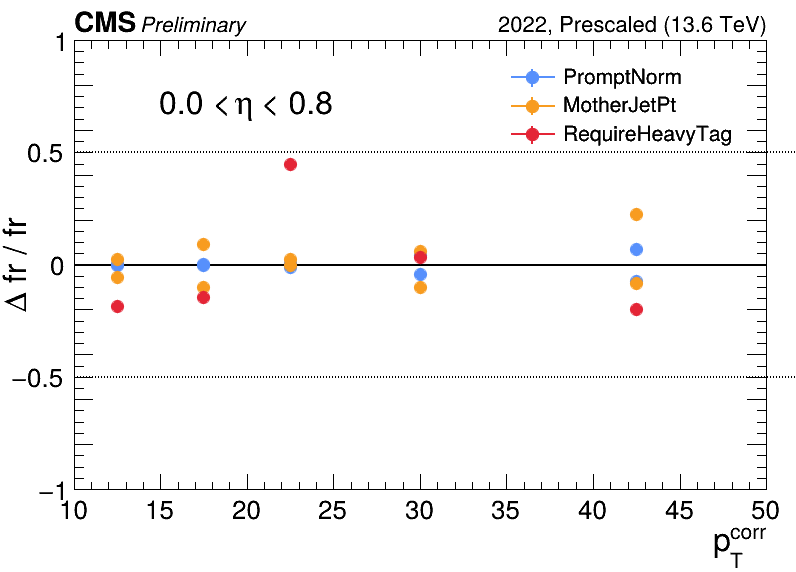 CMS Preliminary 2022, Prescaled (13.6 TeV)
1
0.0 < η < 0.8
PromptNorm
MotherJetPt
RequireHeavyTag
0.5
0
−0.5
−1
Δ fr / fr
10 15 20 25 30 35 40 45 50
p_T^corr